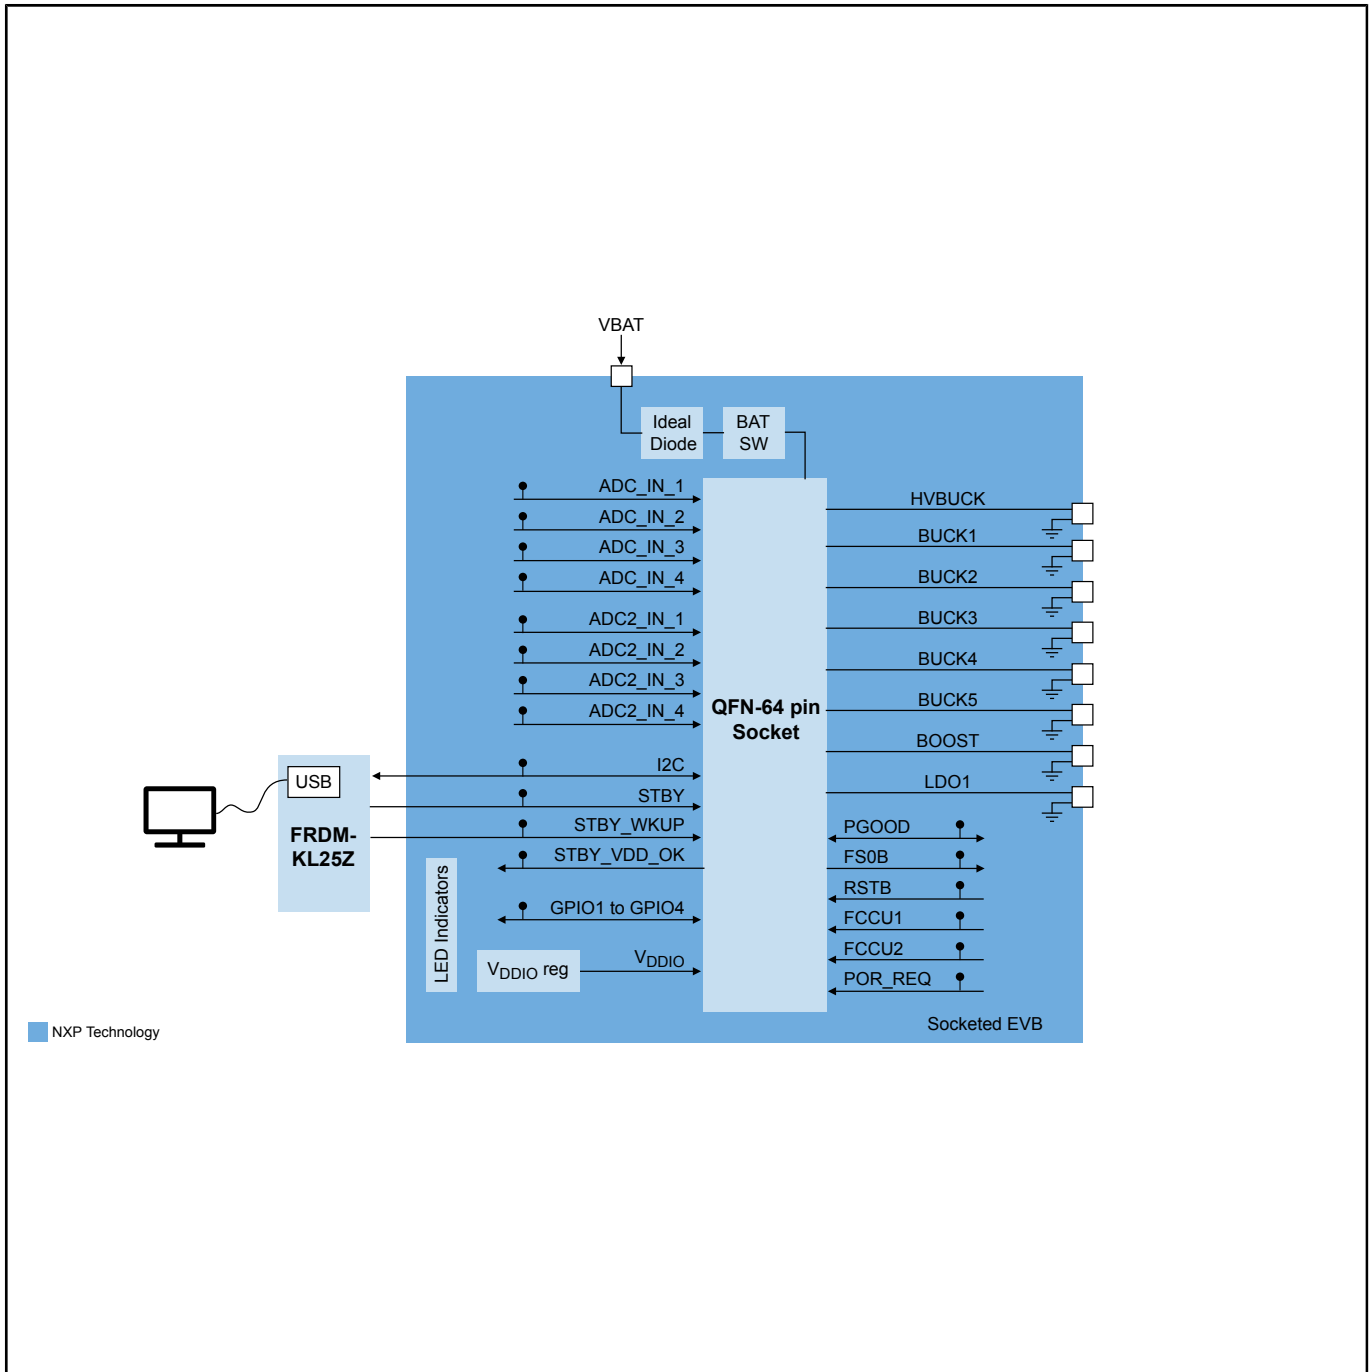 VBAT
Ideal
Diode
BAT
SW
ADC_IN_1
ADC_IN_2
ADC_IN_3
ADC_IN_4
ADC2_IN_1
ADC2_IN_2
ADC2_IN_3
ADC2_IN_4
I2C
STBY
STBY_WKUP
STBY_VDD_OK
GPIO1 to GPIO4
VDDIO
VDDIO reg
LED Indicators
USB
FRDM-
KL25Z
QFN-64 pin
Socket
HVBUCK
BUCK1
BUCK2
BUCK3
BUCK4
BUCK5
BOOST
LDO1
PGOOD
FS0B
RSTB
FCCU1
FCCU2
POR_REQ
Socketed EVB
NXP Technology